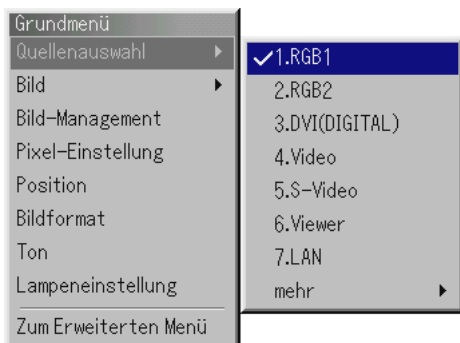 Grundmenü
Quellenauswahl
Bild
Bild-Management
Pixel-Einstellung
Position
Bildformat
Ton
Lampeneinstellung
Zum Erweiterten Menü
1.RGB1
2.RGB2
3.DVI(DIGITAL)
4.Video
5.S-Video
6.Viewer
7.LAN
mehr